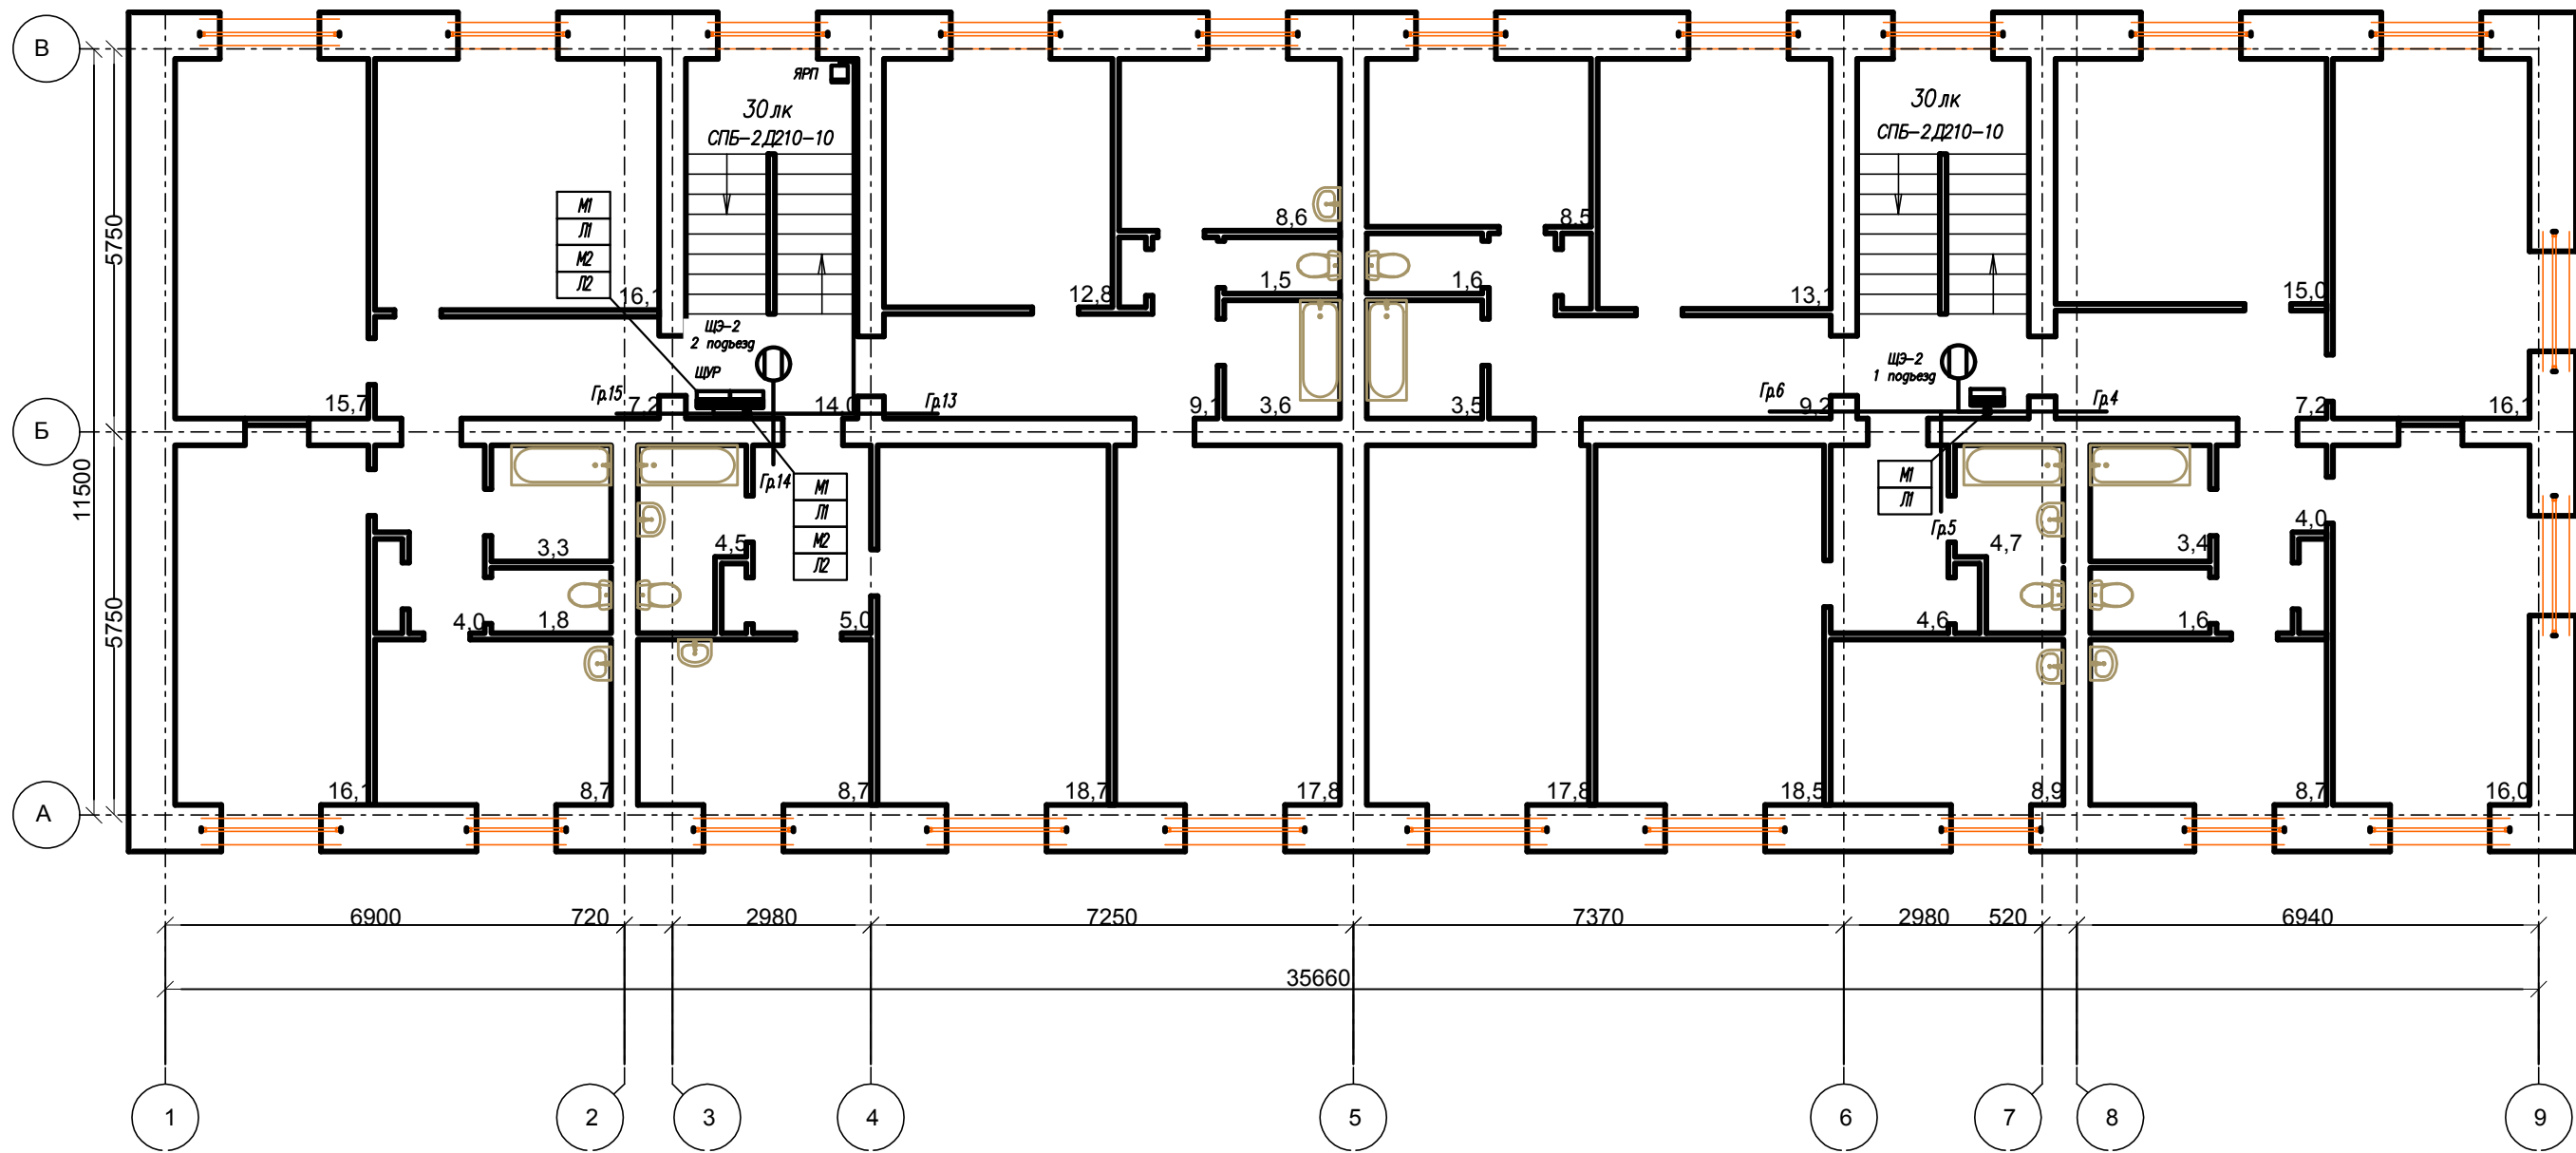 В
ЯРП
30 лк
СПБ-2Д210-10
30 лк
СПБ-2Д210-10
М1
Л1
М2
Л2
8,6
8,5
5750
1,5
1,6
16,1
12,8
13,1
15,0
ЩЭ-2
2 подъезд
ЩУР
ЩЭ-2
1 подъезд
Гр.15
Гр.13
Гр.6
Гр.4
15,7
7,2
14,0
9,1
3,6
3,5
9,2
7,2
16,1
Б
11500
Гр.14
М1
Л1
М2
Л2
М1
Л1
Гр.5
3,3
4,5
4,7
3,4
4,0
5750
4,0
1,8
5,0
4,6
1,6
16,1
8,7
8,7
18,7
17,8
17,8
18,5
8,9
8,7
16,0
А
6900
720
2980
7250
7370
2980
520
6940
35660
1
2
3
4
5
6
7
8
9